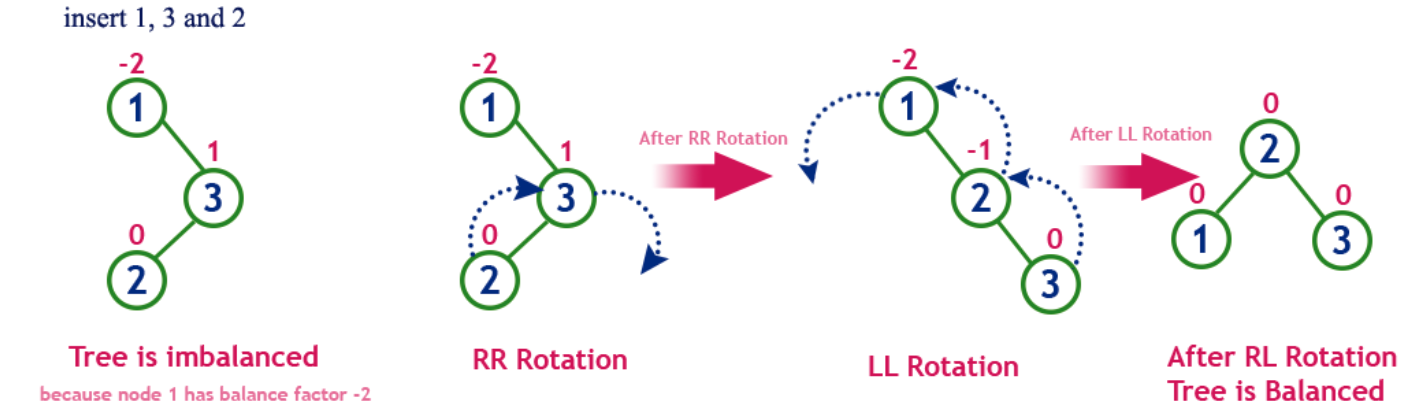 insert 1, 3 and 2
-2
1
1
3
0
2
Tree is imbalanced
because node 1 has balance factor -2
-2
1
1
3
0
2
RR Rotation
After RR Rotation
-2
1
-1
2
0
3
LL Rotation
After LL Rotation
0
2
0
1
0
3
After RL Rotation
Tree is Balanced